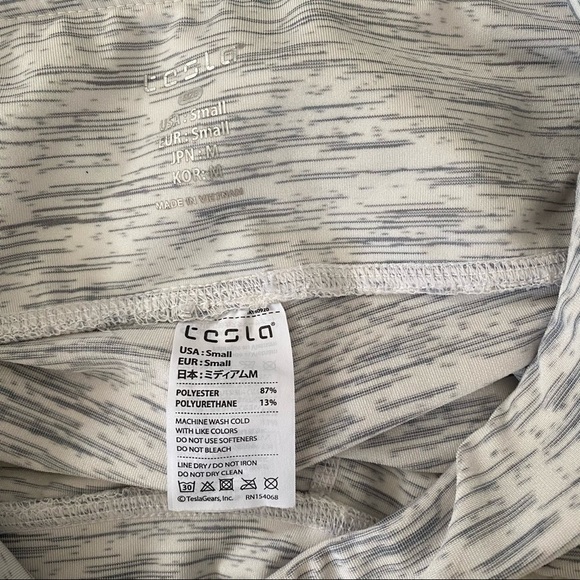 tesla
USA : Small
EUR : Small
JPN : M
KOR : M
MADE IN VIETNAM
tesla
USA : Small
EUR : Small
日本 : ミディアムM
POLYESTER 87%
POLYURETHANE 13%
MACHINE WASH COLD
WITH LIKE COLORS
DO NOT USE SOFTENERS
DO NOT BLEACH
LINE DRY / DO NOT IRON
DO NOT DRY CLEAN
30
©TeslaGears, Inc. RN154068